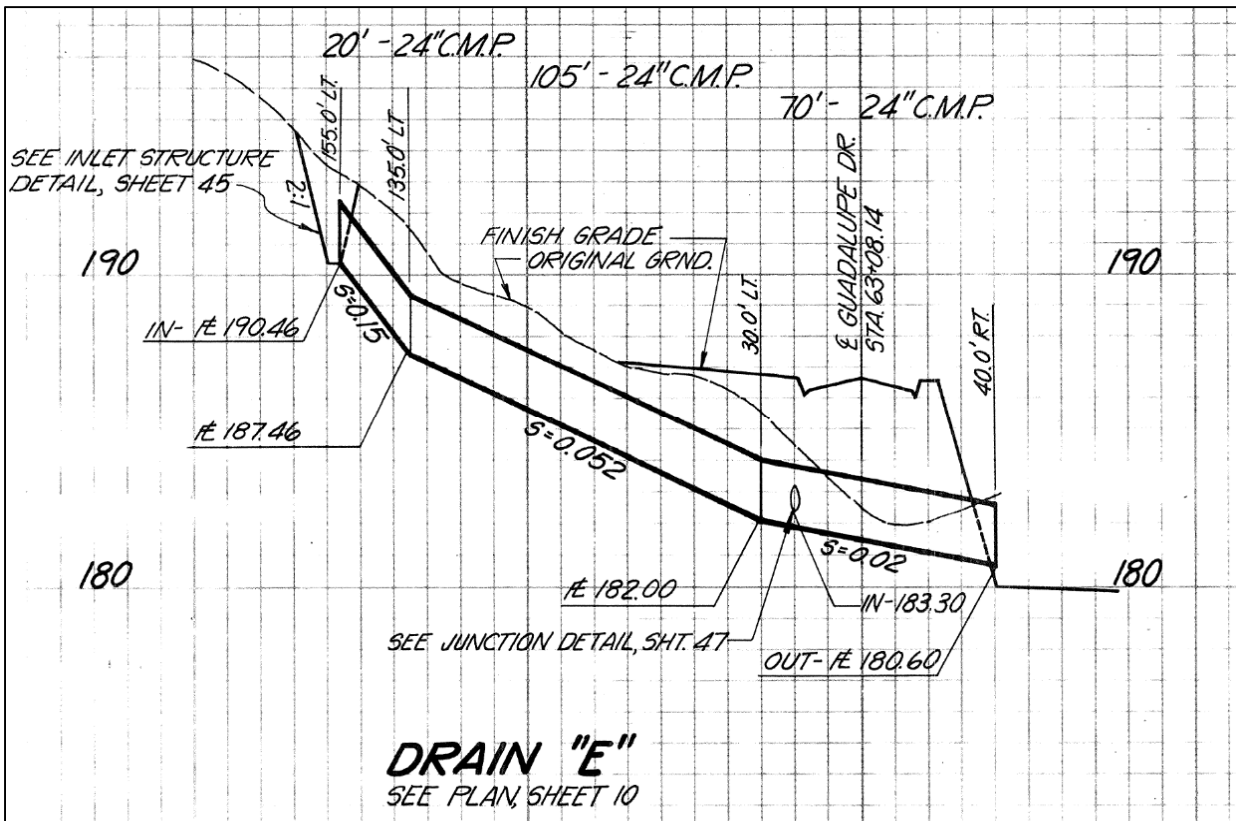 20' - 24" C.M.P.
105' - 24" C.M.P.
70' - 24" C.M.P.
155.0' LT.
135.0' LT
SEE INLET STRUCTURE
DETAIL, SHEET 45
2:1
FINISH GRADE
ORIGINAL GRND.
30.0' LT.
℄ GUADALUPE DR.
STA. 63+08.14
40.0' RT.
190
190
IN- ℄ 190.46
S=0.15
℄ 187.46
S=0.052
S=0.02
180
180
℄ 182.00
IN-183.30
SEE JUNCTION DETAIL, SHT. 47
OUT- ℄ 180.60
DRAIN "E"
SEE PLAN, SHEET 10